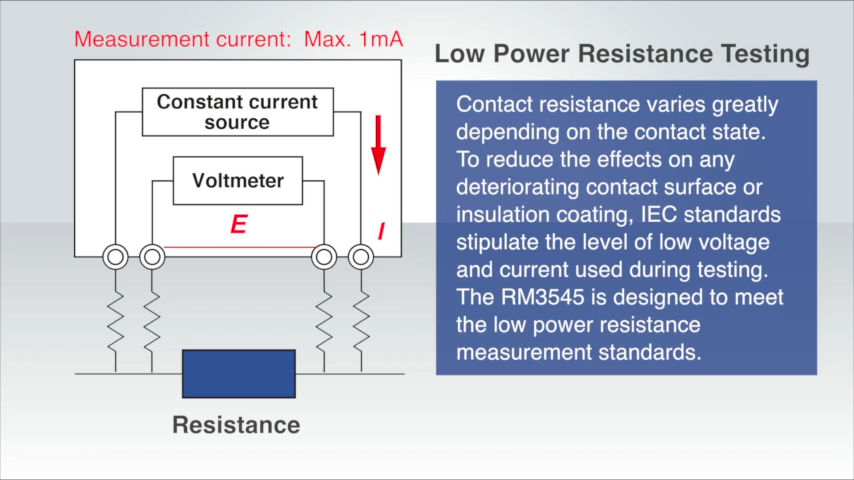 Measurement current: Max. 1mA
Constant current
source
Voltmeter
E
I
Resistance
Low Power Resistance Testing
Contact resistance varies greatly
depending on the contact state.
To reduce the effects on any
deteriorating contact surface or
insulation coating, IEC standards
stipulate the level of low voltage
and current used during testing.
The RM3545 is designed to meet
the low power resistance
measurement standards.